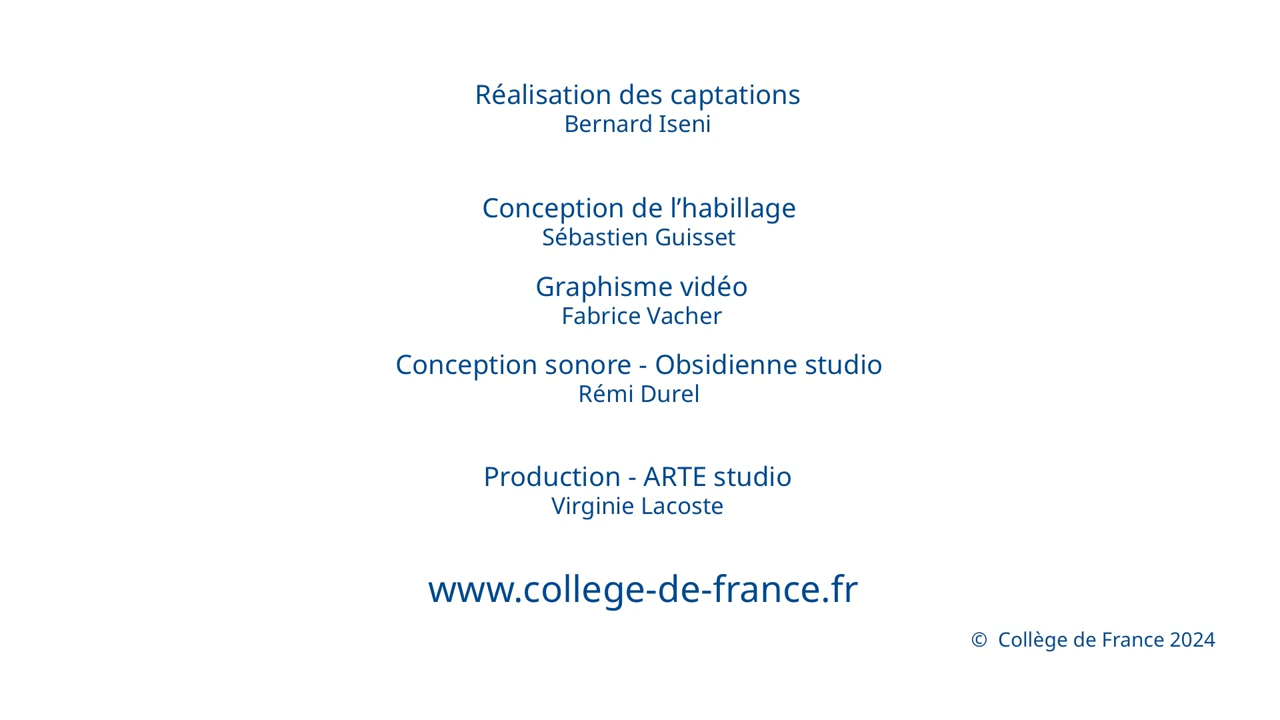 Réalisation des captations
Bernard Iseni
Conception de l’habillage
Sébastien Guisset
Graphisme vidéo
Fabrice Vacher
Conception sonore - Obsidienne studio
Rémi Durel
Production - ARTE studio
Virginie Lacoste
www.college-de-france.fr
© Collège de France 2024